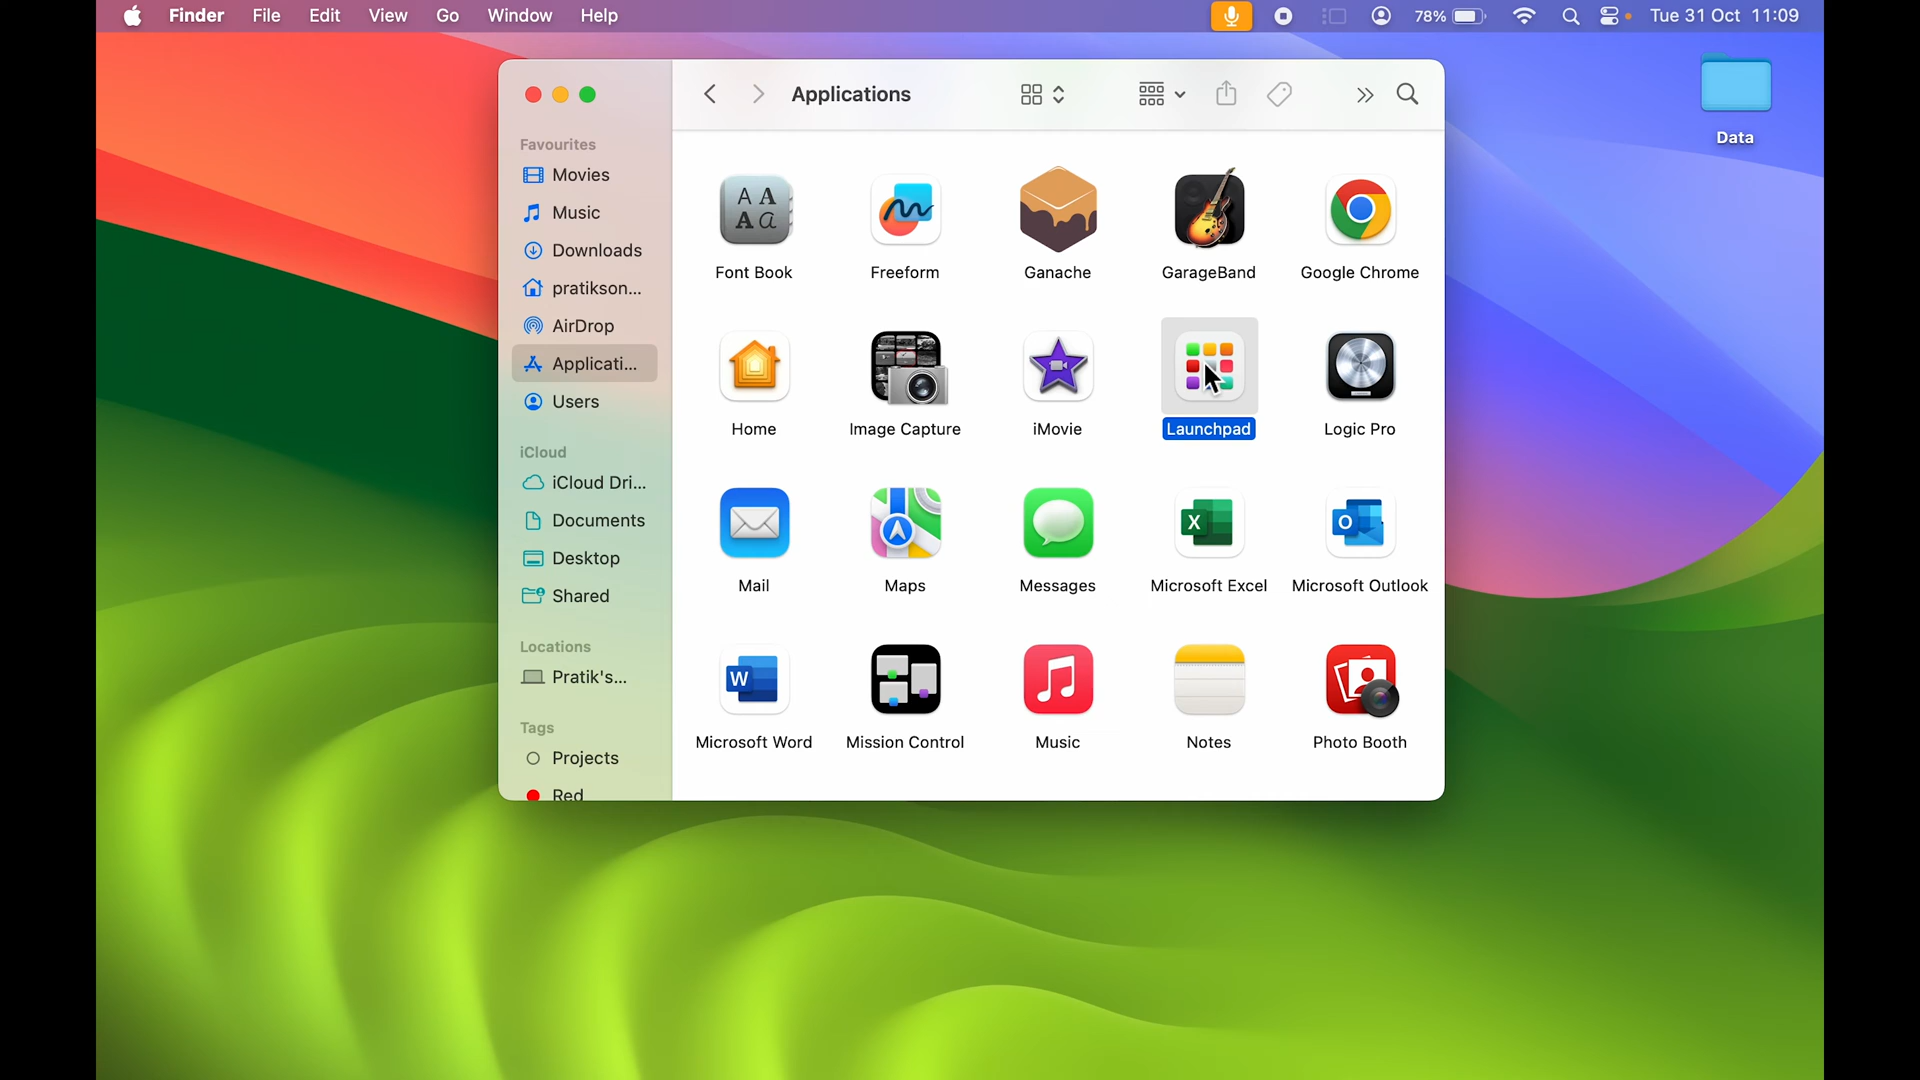 Finder File Edit View Go Window Help 78% Tue 31 Oct 11:09
Data
Applications
Favourites
Movies
Music
Downloads
pratikson...
AirDrop
Applicati...
Users
iCloud
iCloud Dri...
Documents
Desktop
Shared
Locations
Pratik's...
Tags
Projects
Red
Font Book Freeform Ganache GarageBand Google Chrome
Home Image Capture iMovie Launchpad Logic Pro
Mail Maps Messages Microsoft Excel Microsoft Outlook
Microsoft Word Mission Control Music Notes Photo Booth